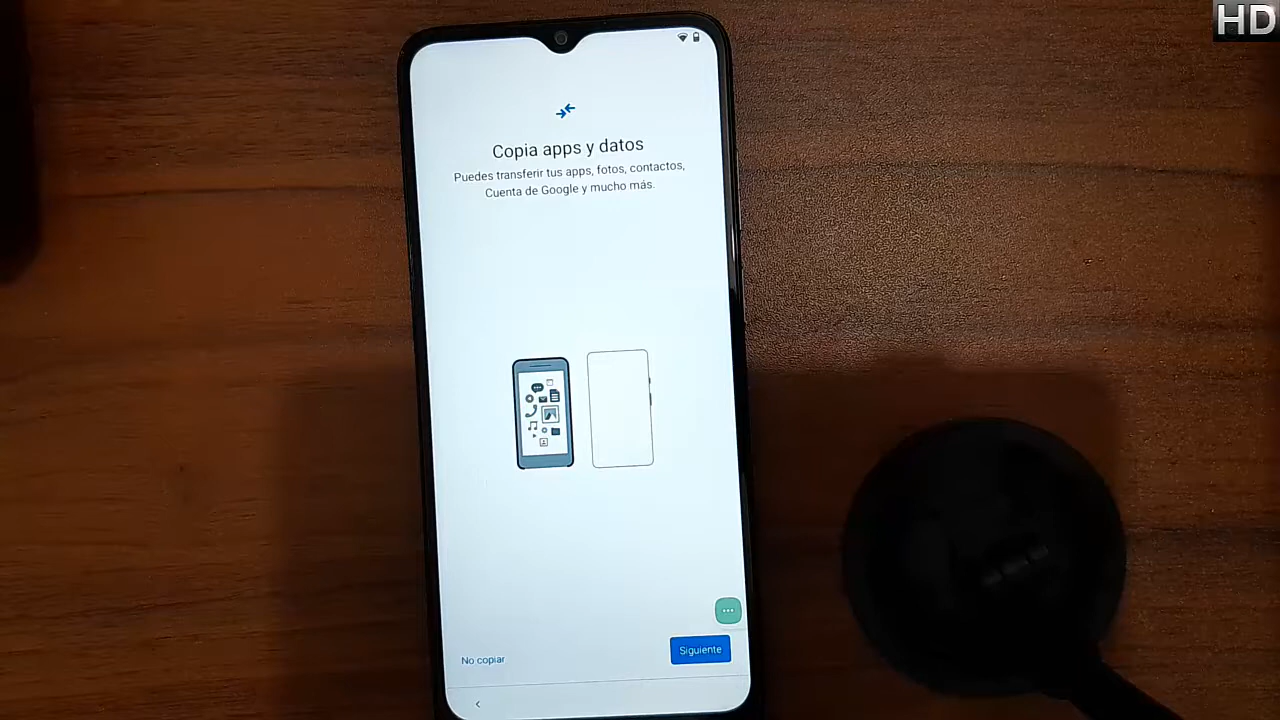 HD
Copia apps y datos
Puedes transferir tus apps, fotos, contactos,
Cuenta de Google y mucho más.
No copiar
Siguiente